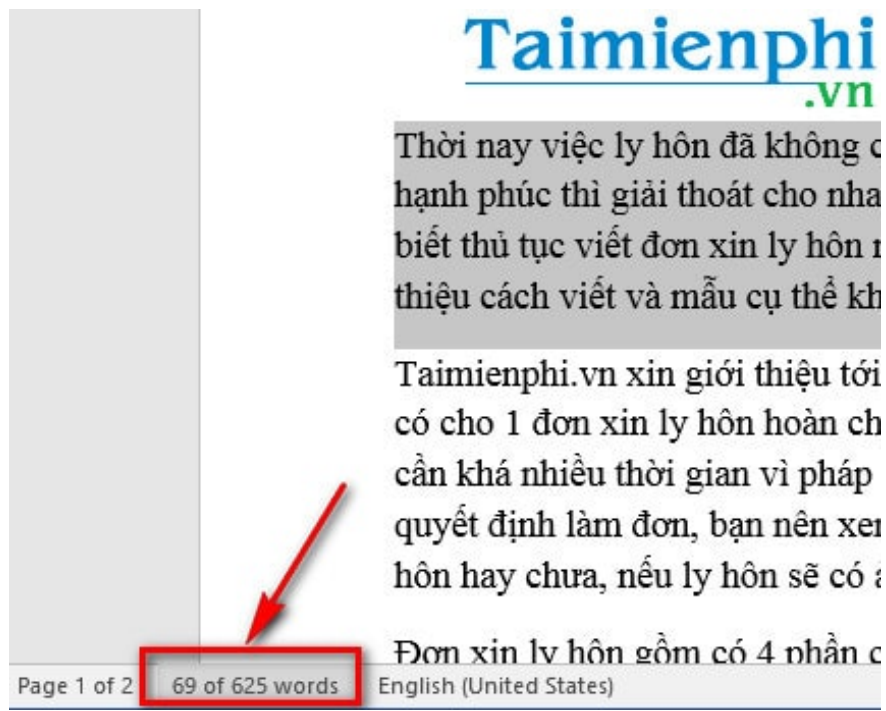 Taimienphi
.vn
Thời nay việc ly hôn đã không
hạnh phúc thì giải thoát cho nha
biết thủ tục viết đơn xin ly hôn
thiệu cách viết và mẫu cụ thể kh
Taimienphi.vn xin giới thiệu tới
có cho 1 đơn xin ly hôn hoàn ch
cần khá nhiều thời gian vì pháp
quyết định làm đơn, bạn nên xe
hôn hay chưa, nếu ly hôn sẽ có
Đơn xin ly hôn gồm có 4 phần
Page 1 of 2 69 of 625 words English (United States)